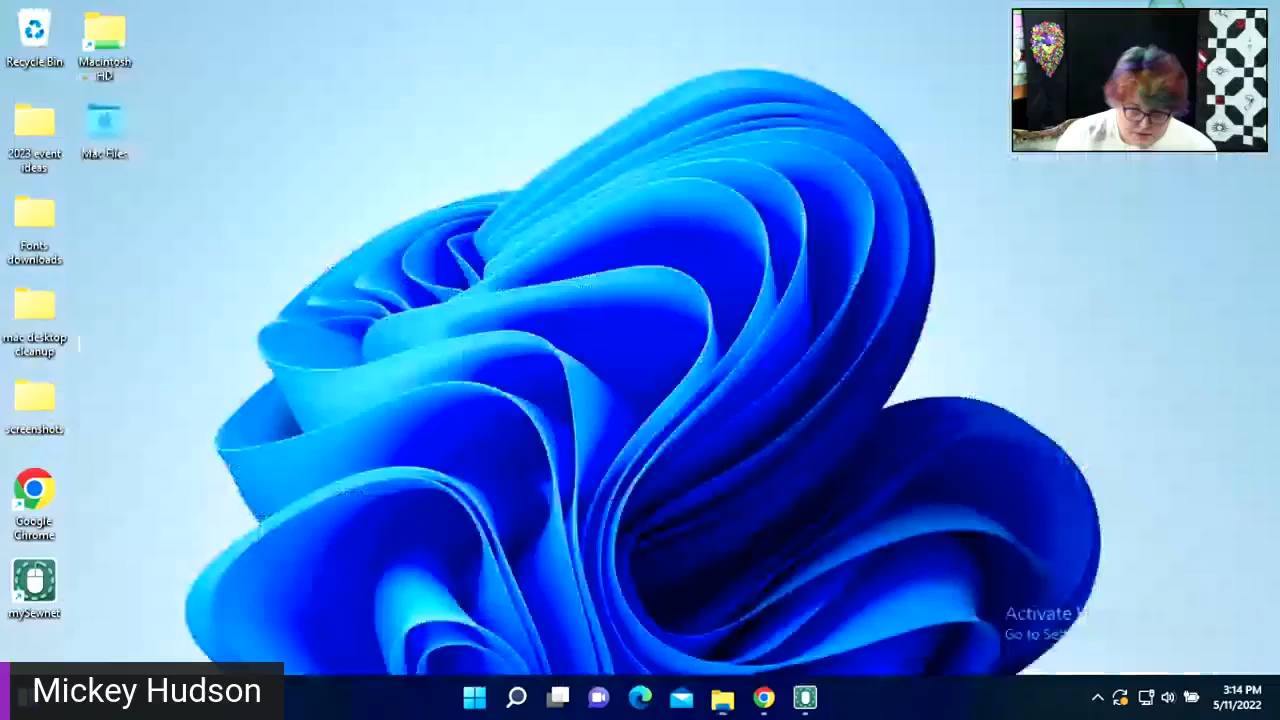 Recycle Bin
Macintosh
HD
2023 event
ideas
Mac Files
Fonts
downloads
mac desktop
cleanup
screenshots
Google
Chrome
mySewnet
Activate
Go to
Mickey Hudson
3:14 PM
5/11/2022